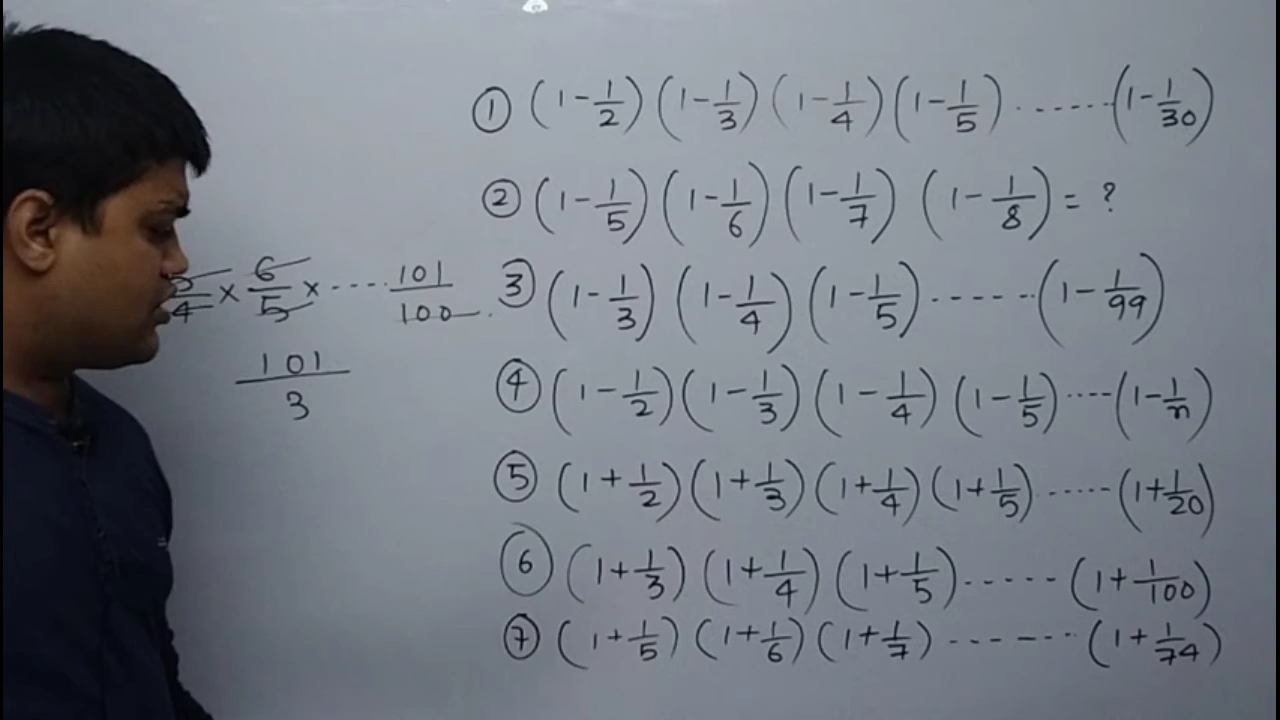 ① (1-1/2)(1-1/3)(1-1/4)(1-1/5).......(1-1/30)
② (1-1/5)(1-1/6)(1-1/7)(1-1/8) = ?
5/4 × 6/5 × ..... 101/100
101/3
③ (1-1/3)(1-1/4)(1-1/5).......(1-1/99)
④ (1-1/2)(1-1/3)(1-1/4)(1-1/5)....(1-1/n)
⑤ (1+1/2)(1+1/3)(1+1/4)(1+1/5)......(1+1/20)
⑥ (1+1/3)(1+1/4)(1+1/5)......(1+1/100)
⑦ (1+1/5)(1+1/6)(1+1/7).......(1+1/74)